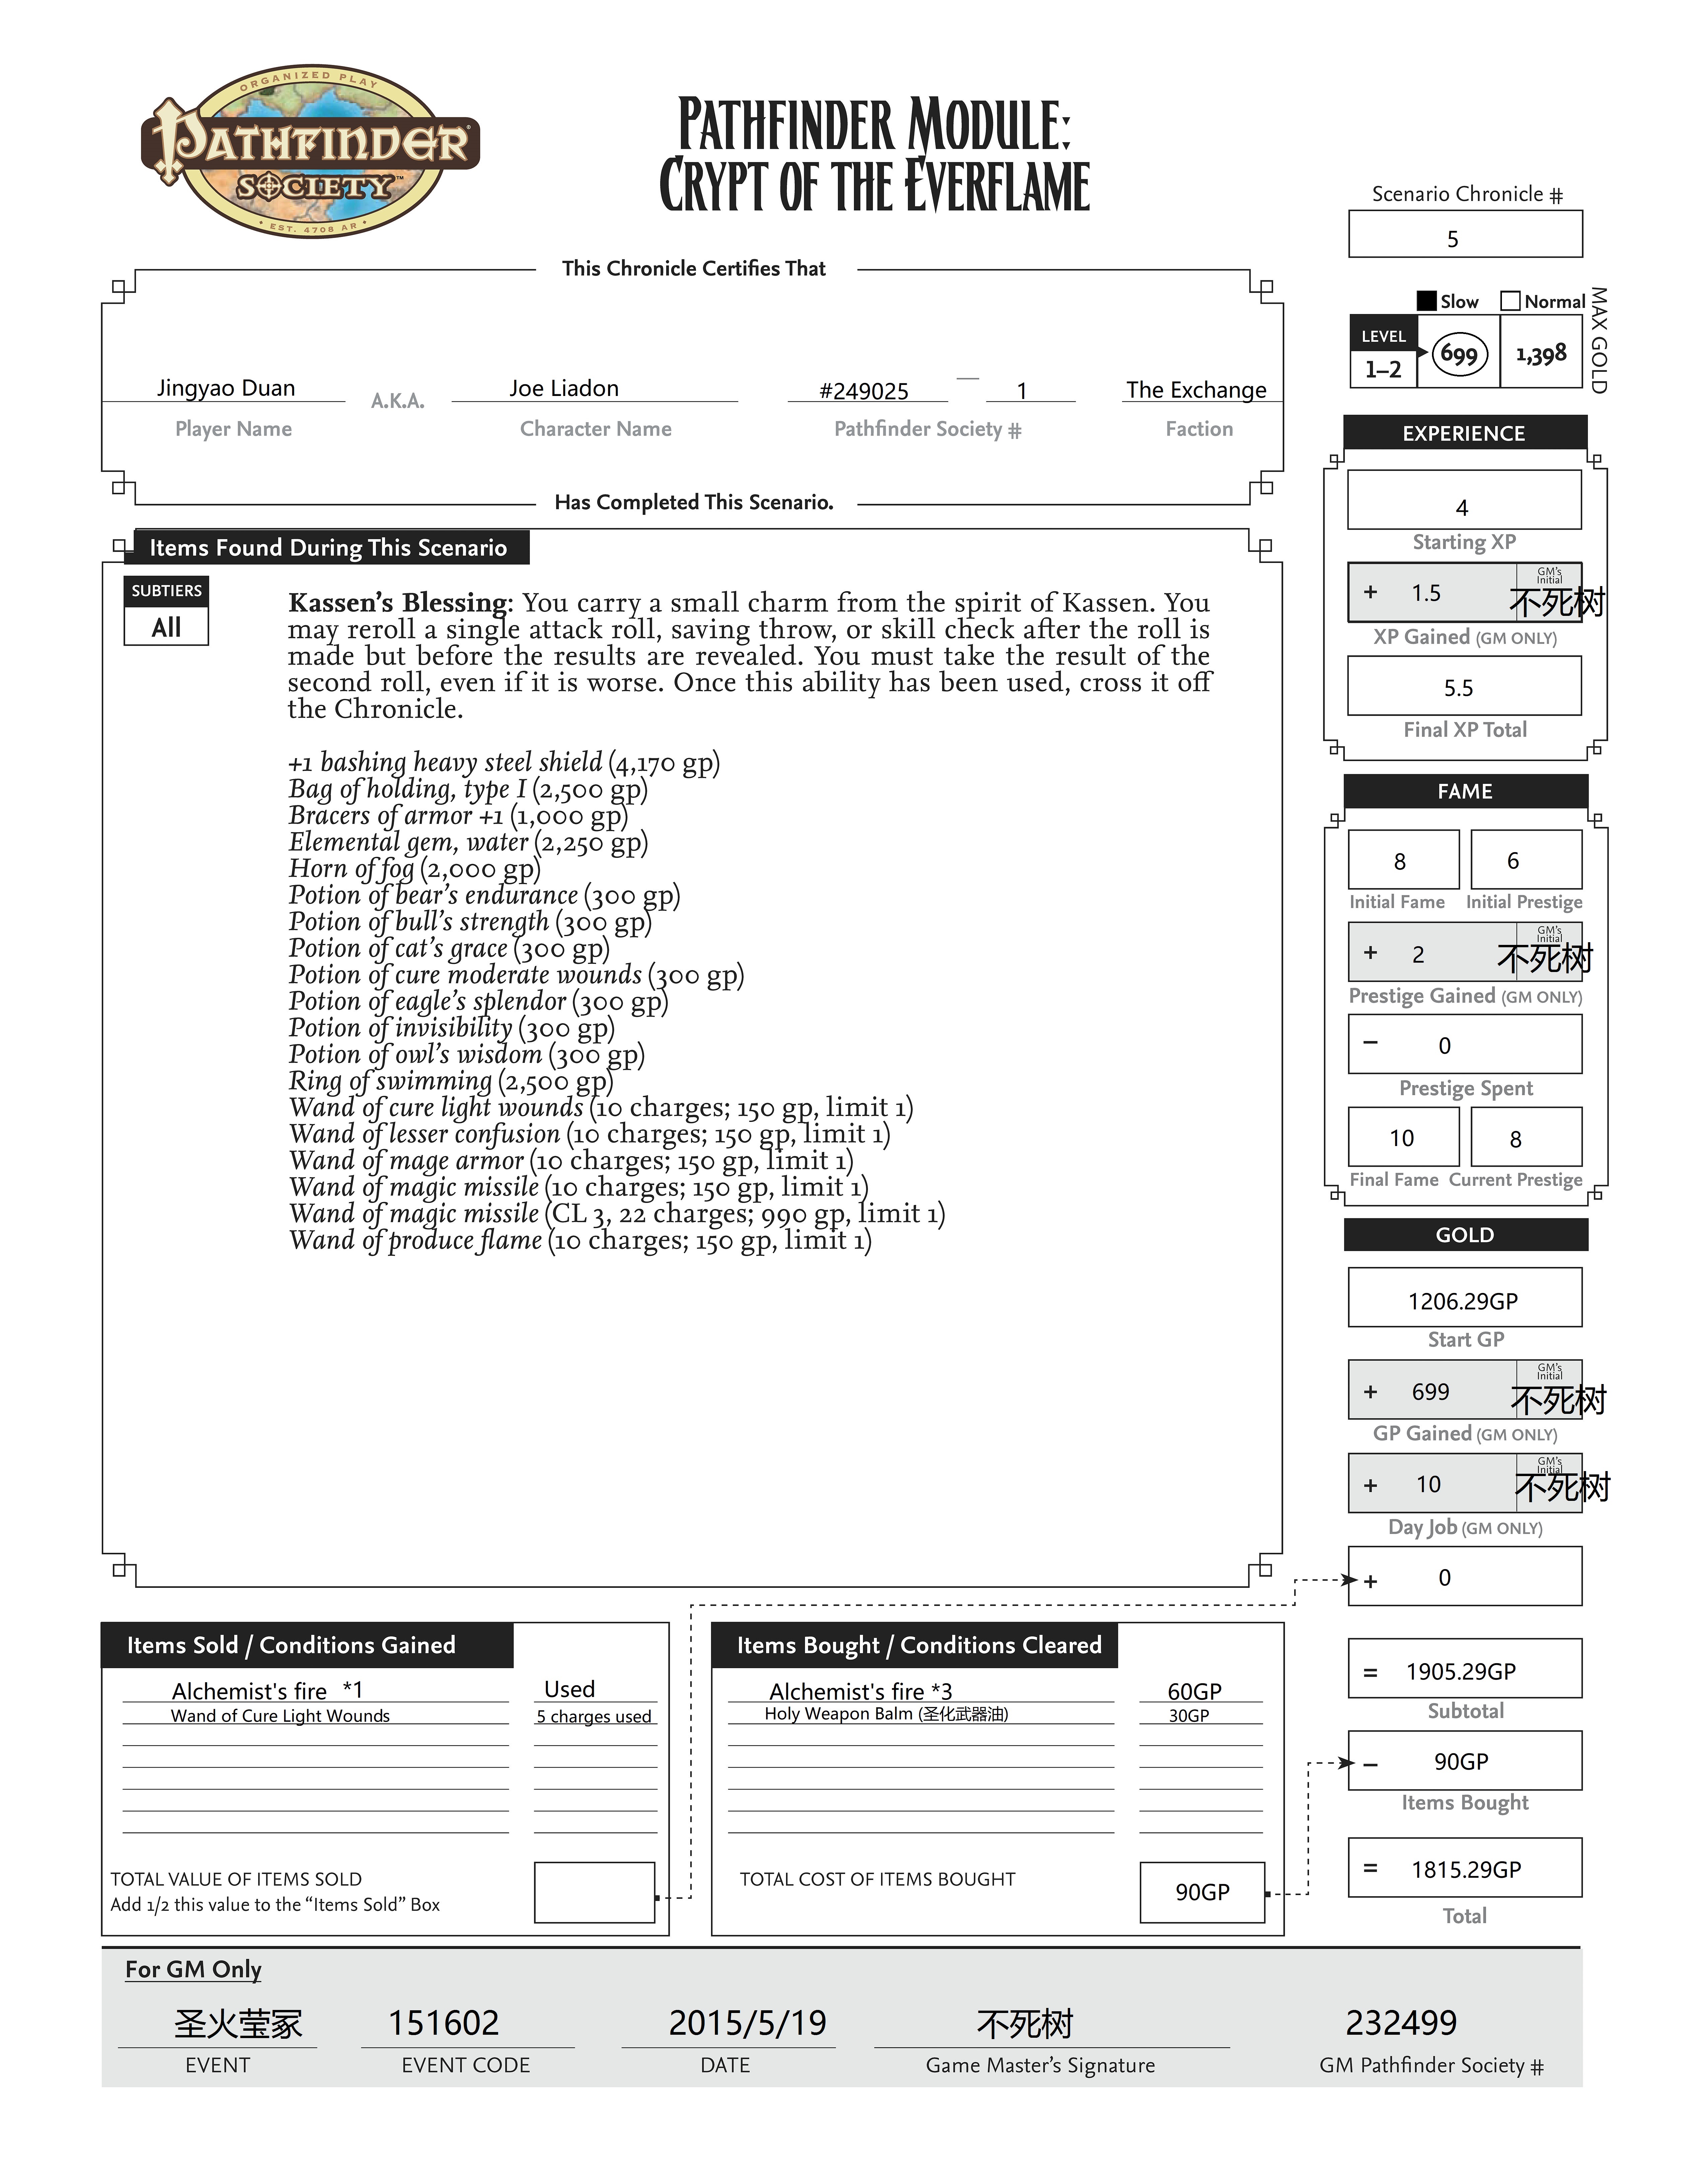 ORGANIZED PLAY
PATHFINDER
SOCIETY™
EST. 4708 AR
PATHFINDER MODULE:
CRYPT OF THE EVERFLAME
Scenario Chronicle #
5
This Chronicle Certifies That
Slow Normal
MAX GOLD
LEVEL
1–2
699
1,398
Jingyao Duan
A.K.A.
Joe Liadon
#249025 — 1
The Exchange
Player Name
Character Name
Pathfinder Society #
Faction
Has Completed This Scenario.
EXPERIENCE
4
Starting XP
GM's
Initial
+ 1.5
不死树
XP Gained (GM ONLY)
5.5
Final XP Total
Items Found During This Scenario
SUBTIERS
All
Kassen's Blessing: You carry a small charm from the spirit of Kassen. You
may reroll a single attack roll, saving throw, or skill check after the roll is
made but before the results are revealed. You must take the result of the
second roll, even if it is worse. Once this ability has been used, cross it off
the Chronicle.
+1 bashing heavy steel shield (4,170 gp)
Bag of holding, type I (2,500 gp)
Bracers of armor +1 (1,000 gp)
Elemental gem, water (2,250 gp)
Horn of fog (2,000 gp)
Potion of bear's endurance (300 gp)
Potion of bull's strength (300 gp)
Potion of cat's grace (300 gp)
Potion of cure moderate wounds (300 gp)
Potion of eagle's splendor (300 gp)
Potion of invisibility (300 gp)
Potion of owl's wisdom (300 gp)
Ring of swimming (2,500 gp)
Wand of cure light wounds (10 charges; 150 gp, limit 1)
Wand of lesser confusion (10 charges; 150 gp, limit 1)
Wand of mage armor (10 charges; 150 gp, limit 1)
Wand of magic missile (10 charges; 150 gp, limit 1)
Wand of magic missile (CL 3, 22 charges; 990 gp, limit 1)
Wand of produce flame (10 charges; 150 gp, limit 1)
FAME
8 6
Initial Fame Initial Prestige
GM's
Initial
+ 2
不死树
Prestige Gained (GM ONLY)
– 0
Prestige Spent
10 8
Final Fame Current Prestige
GOLD
1206.29GP
Start GP
GM's
Initial
+ 699
不死树
GP Gained (GM ONLY)
GM's
Initial
+ 10
不死树
Day Job (GM ONLY)
+ 0
= 1905.29GP
Subtotal
– 90GP
Items Bought
= 1815.29GP
Total
Items Sold / Conditions Gained
Alchemist's fire *1 Used
Wand of Cure Light Wounds 5 charges used
TOTAL VALUE OF ITEMS SOLD
Add 1/2 this value to the “Items Sold” Box
Items Bought / Conditions Cleared
Alchemist's fire *3 60GP
Holy Weapon Balm (圣化武器油) 30GP
TOTAL COST OF ITEMS BOUGHT
90GP
For GM Only
圣火莹冢 151602 2015/5/19 不死树 232499
EVENT EVENT CODE DATE Game Master's Signature GM Pathfinder Society #